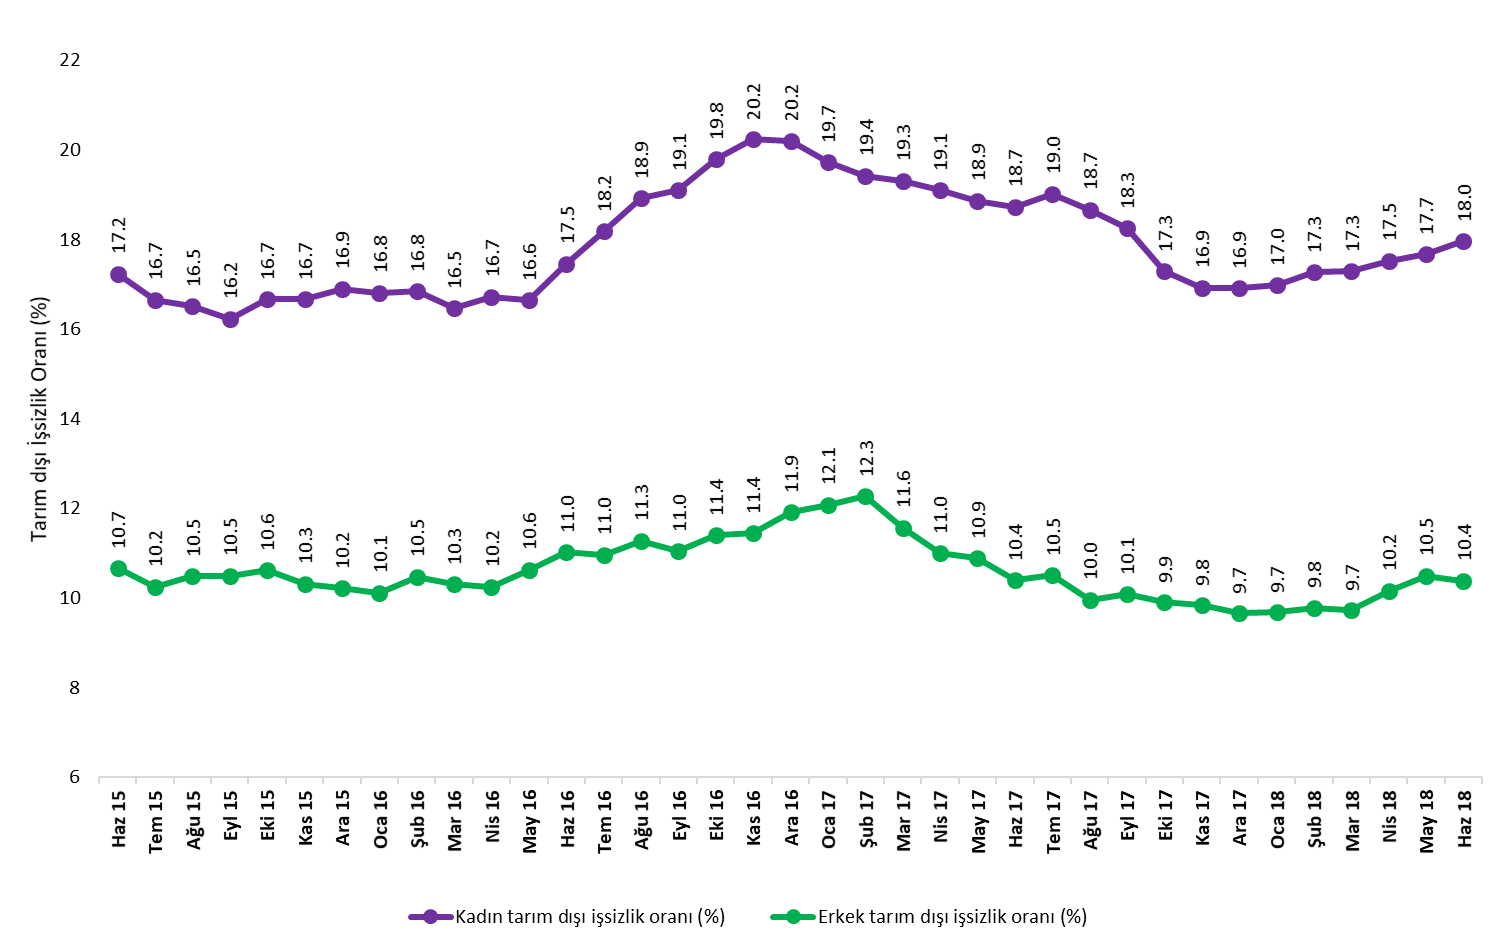 22
20
18
16
14
12
10
8
6
Tarım dışı İşsizlik Oranı (%)
17.2 16.7 16.5 16.2 16.7 16.7 16.9 16.8 16.8 16.5 16.7 16.6 17.5 18.2 18.9 19.1 19.8 20.2 20.2 19.7 19.4 19.3 19.1 18.9 18.7 19.0 18.7 18.3 17.3 16.9 16.9 17.0 17.3 17.3 17.5 17.7 18.0
10.7 10.2 10.5 10.5 10.6 10.3 10.2 10.1 10.5 10.3 10.2 10.6 11.0 11.0 11.3 11.0 11.4 11.4 11.9 12.1 12.3 11.6 11.0 10.9 10.4 10.5 10.0 10.1 9.9 9.8 9.7 9.7 9.8 9.7 10.2 10.5 10.4
Haz 15 Tem 15 Ağu 15 Eyl 15 Eki 15 Kas 15 Ara 15 Oca 16 Şub 16 Mar 16 Nis 16 May 16 Haz 16 Tem 16 Ağu 16 Eyl 16 Eki 16 Kas 16 Ara 16 Oca 17 Şub 17 Mar 17 Nis 17 May 17 Haz 17 Tem 17 Ağu 17 Eyl 17 Eki 17 Kas 17 Ara 17 Oca 18 Şub 18 Mar 18 Nis 18 May 18 Haz 18
Kadın tarım dışı işsizlik oranı (%) Erkek tarım dışı işsizlik oranı (%)